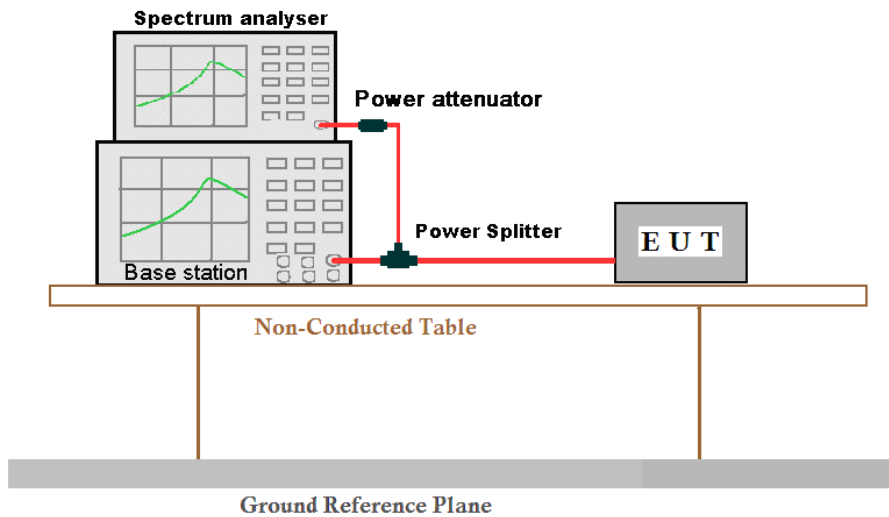 Spectrum analyser
Power attenuator
Power Splitter
E U T
Base station
Non-Conducted Table
Ground Reference Plane